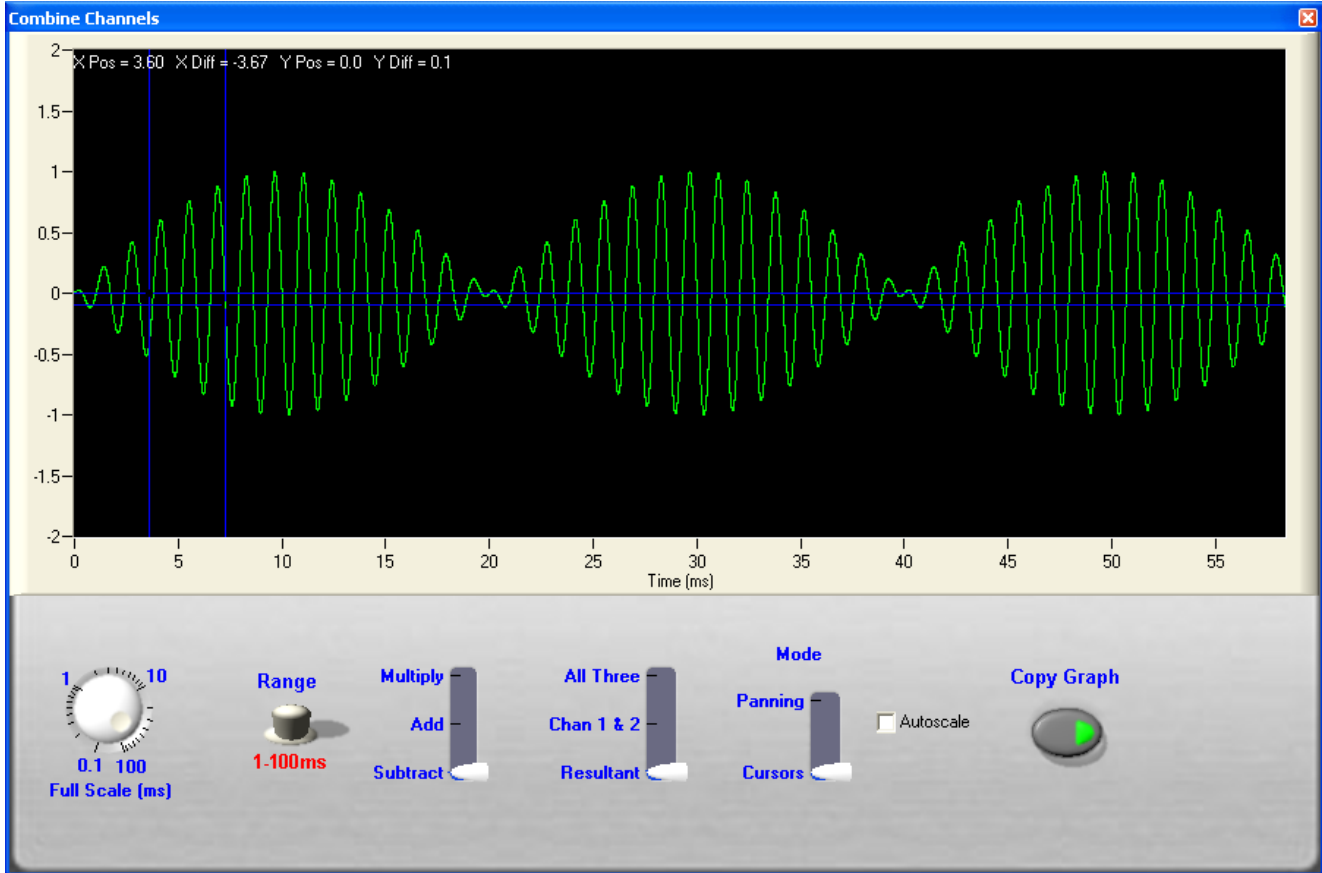 Combine Channels
X Pos = 3.60 X Diff = -3.67 Y Pos = 0.0 Y Diff = 0.1
2
1.5
1
0.5
0
-0.5
-1
-1.5
-2
0 5 10 15 20 25 30 35 40 45 50 55
Time (ms)
Mode
1 10
Range
Multiply
All Three
Copy Graph
Panning
Add
Chan 1 & 2
Autoscale
0.1 100
1-100ms
Subtract
Resultant
Cursors
Full Scale (ms)